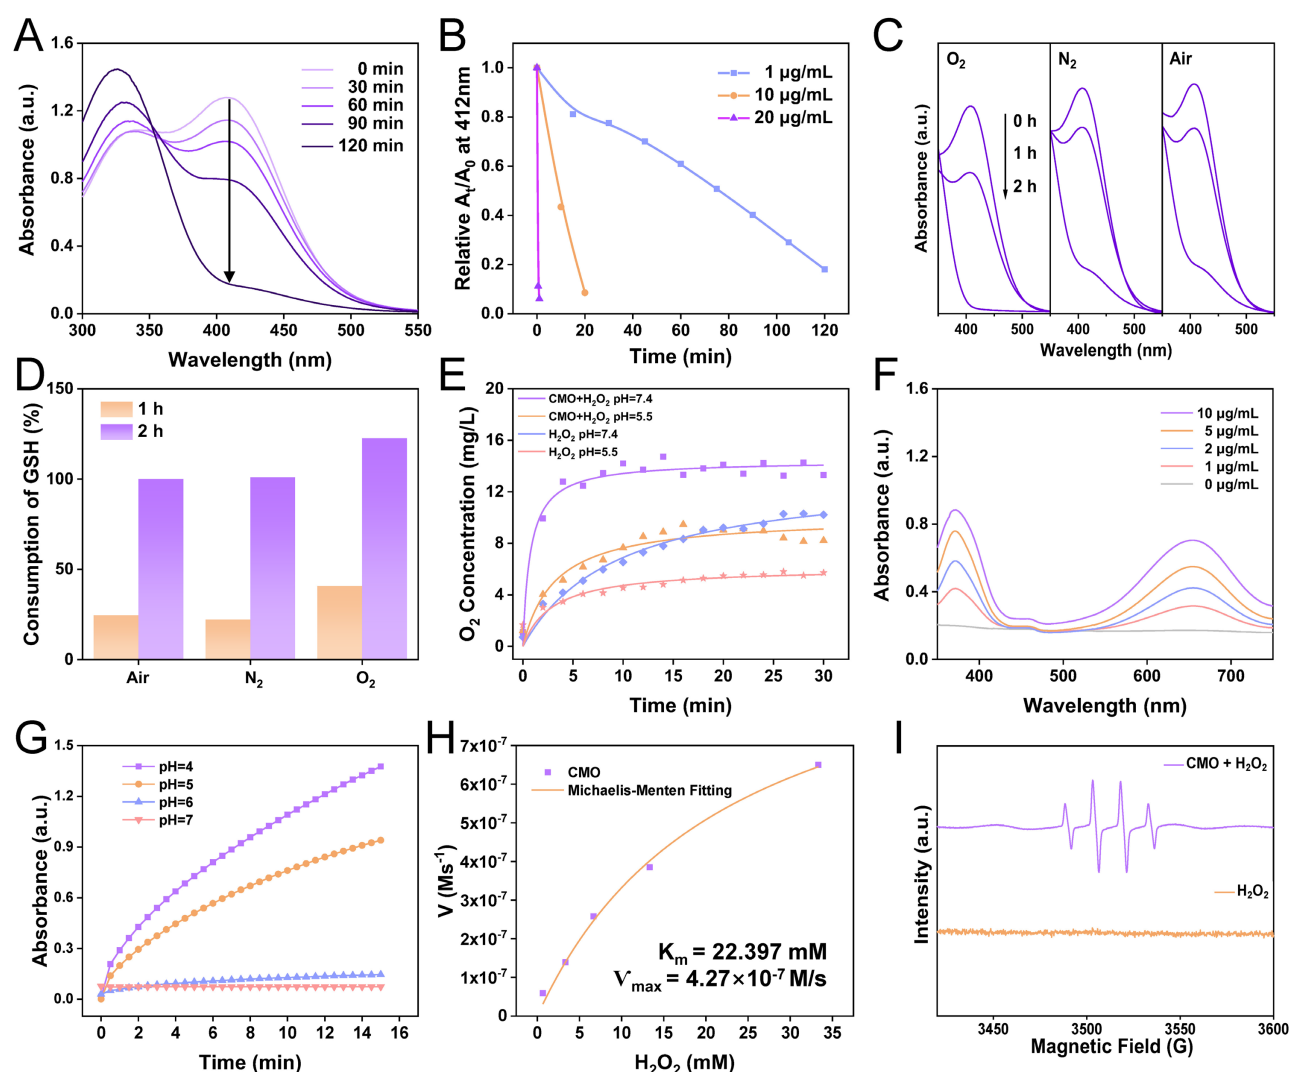 A
1.6
1.2
0.8
0.4
0.0
300
350
400
450
500
550
Absorbance (a.u.)
Wavelength (nm)
0 min
30 min
60 min
90 min
120 min
B
1.0
0.8
0.6
0.4
0.2
0.0
0
20
40
60
80
100
120
Relative At/A0 at 412nm
Time (min)
1 µg/mL
10 µg/mL
20 µg/mL
C
O2
N2
Air
0 h
1 h
2 h
400
500
400
500
400
500
Absorbance (a.u.)
Wavelength (nm)
D
150
100
50
0
Consumption of GSH (%)
1 h
2 h
Air
N2
O2
E
20
16
12
8
4
0
0
5
10
15
20
25
30
O2 Concentration (mg/L)
Time (min)
CMO+H2O2 pH=7.4
CMO+H2O2 pH=5.5
H2O2 pH=7.4
H2O2 pH=5.5
F
1.6
1.2
0.8
0.4
0.0
400
500
600
700
Absorbance (a.u.)
Wavelength (nm)
10 µg/mL
5 µg/mL
2 µg/mL
1 µg/mL
0 µg/mL
G
1.5
1.2
0.9
0.6
0.3
0.0
0
2
4
6
8
10
12
14
16
Absorbance (a.u.)
Time (min)
pH=4
pH=5
pH=6
pH=7
H
7x10-7
6x10-7
5x10-7
4x10-7
3x10-7
2x10-7
1x10-7
0
0
5
10
15
20
25
30
35
V (Ms-1)
H2O2 (mM)
CMO
Michaelis-Menten Fitting
Km = 22.397 mM
Vmax = 4.27×10-7 M/s
I
CMO + H2O2
H2O2
3450
3500
3550
3600
Intensity (a.u.)
Magnetic Field (G)